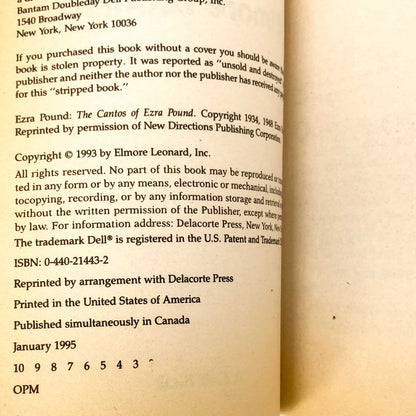 Bantam Doubleday Dell Publishing Group, Inc.
1540 Broadway
New York, New York 10036
If you purchased this book without a cover you should be aware
book is stolen property. It was reported as "unsold and destroyed"
publisher and neither the author nor the publisher has received any
for this "stripped book."
Ezra Pound: The Cantos of Ezra Pound. Copyright 1934, 1948 Ezra
Reprinted by permission of New Directions Publishing Corporation
Copyright © 1993 by Elmore Leonard, Inc.
All rights reserved. No part of this book may be reproduced or
ted in any form or by any means, electronic or mechanical,
tocopying, recording, or by any information storage and retrieval
without the written permission of the Publisher, except where
by law. For information address: Delacorte Press, New York, New
The trademark Dell® is registered in the U.S. Patent and Trademark
ISBN: 0-440-21443-2
Reprinted by arrangement with Delacorte Press
Printed in the United States of America
Published simultaneously in Canada
January 1995
10 9 8 7 6 5 4 3
OPM